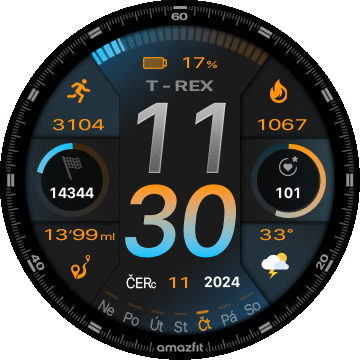 60
17%
T-REX
3104
1067
11
14344
101
30
13'99 ml
33°
ČERc 11 2024
40
20
Ne Po Út St Čt Pá So
amazfit